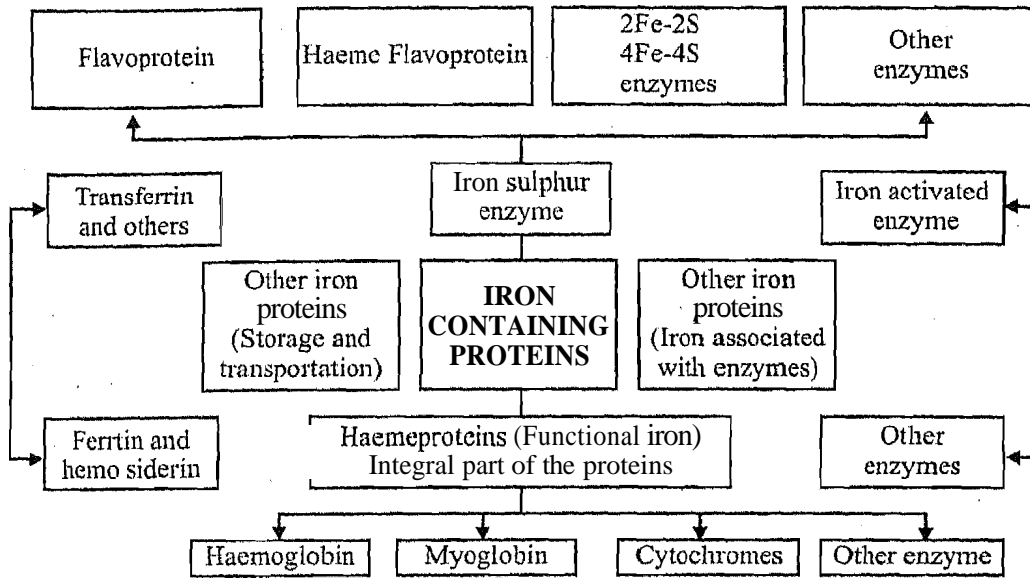 Flavoprotein
Haeme Flavoprotein
2Fe-2S
4Fe-4S
enzymes
Other
enzymes
Transferrin
and others
Iron sulphur
enzyme
Iron activated
enzyme
Other iron
proteins
(Storage and
transportation)
IRON
CONTAINING
PROTEINS
Other iron
proteins
(Iron associated
with enzymes)
Ferrtin and
hemo siderin
Haemeproteins (Functional iron)
Integral part of the proteins
Other
enzymes
Haemoglobin
Myoglobin
Cytochromes
Other enzyme